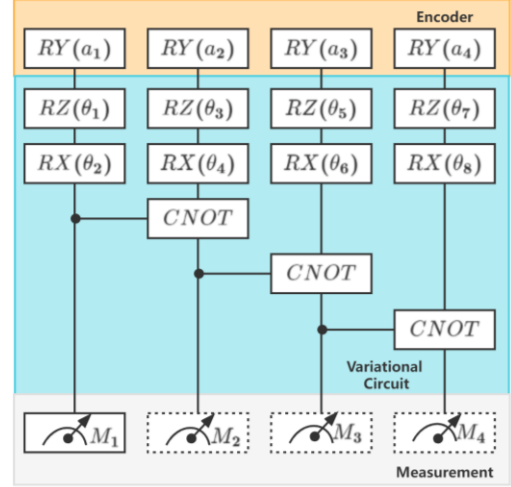 Encoder
RY(a₁) RY(a₂) RY(a₃) RY(a₄)
RZ(θ₁) RZ(θ₃) RZ(θ₅) RZ(θ₇)
RX(θ₂) RX(θ₄) RX(θ₆) RX(θ₈)
CNOT
CNOT
CNOT
Variational
Circuit
M₁ M₂ M₃ M₄
Measurement